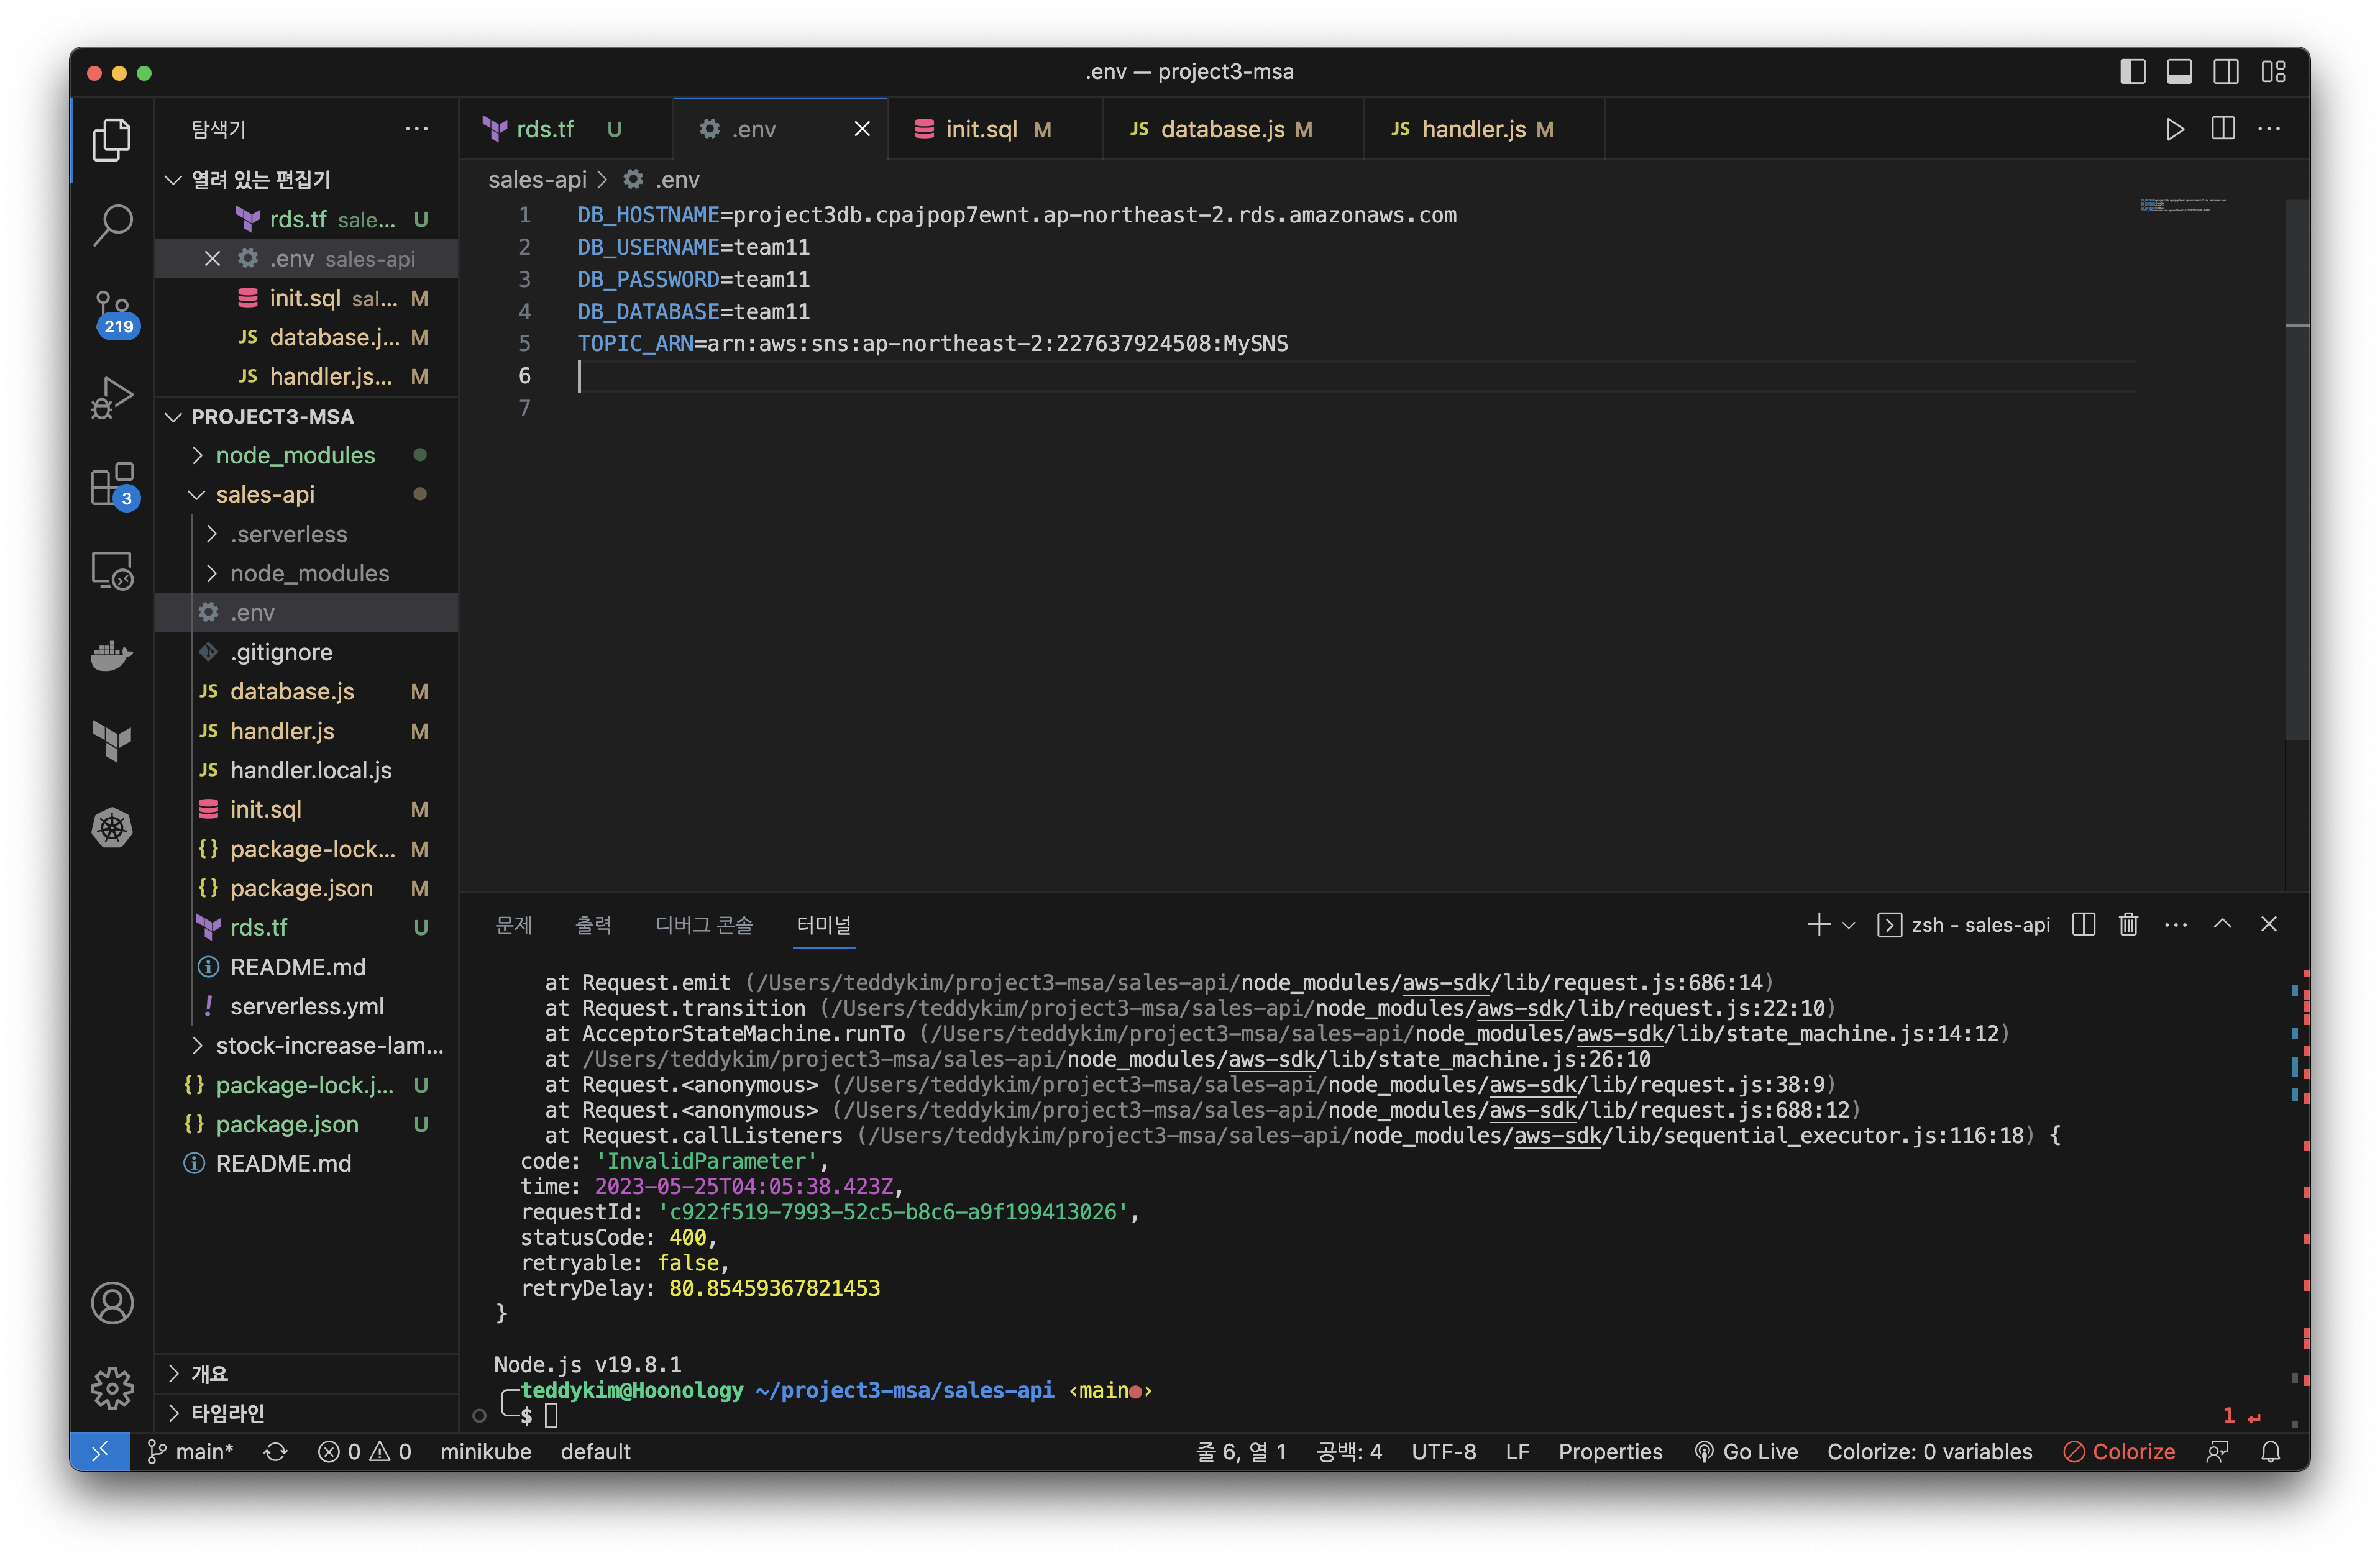 .env — project3-msa
탐색기
열려 있는 편집기
rds.tf sale... U
.env sales-api
init.sql sal... M
database.j... M
handler.js... M
PROJECT3-MSA
node_modules
sales-api
.serverless
node_modules
.env
.gitignore
database.js M
handler.js M
handler.local.js
init.sql M
package-lock... M
package.json M
rds.tf U
README.md
serverless.yml
stock-increase-lam...
package-lock.j... U
package.json U
README.md
개요
타임라인
219
3
rds.tf U
.env
init.sql M
JS database.js M
JS handler.js M
sales-api > .env
1 DB_HOSTNAME=project3db.cpajpop7ewnt.ap-northeast-2.rds.amazonaws.com
2 DB_USERNAME=team11
3 DB_PASSWORD=team11
4 DB_DATABASE=team11
5 TOPIC_ARN=arn:aws:sns:ap-northeast-2:227637924508:MySNS
6
7
문제 출력 디버그 콘솔 터미널
zsh - sales-api
at Request.emit (/Users/teddykim/project3-msa/sales-api/node_modules/aws-sdk/lib/request.js:686:14)
at Request.transition (/Users/teddykim/project3-msa/sales-api/node_modules/aws-sdk/lib/request.js:22:10)
at AcceptorStateMachine.runTo (/Users/teddykim/project3-msa/sales-api/node_modules/aws-sdk/lib/state_machine.js:14:12)
at /Users/teddykim/project3-msa/sales-api/node_modules/aws-sdk/lib/state_machine.js:26:10
at Request.<anonymous> (/Users/teddykim/project3-msa/sales-api/node_modules/aws-sdk/lib/request.js:38:9)
at Request.<anonymous> (/Users/teddykim/project3-msa/sales-api/node_modules/aws-sdk/lib/request.js:688:12)
at Request.callListeners (/Users/teddykim/project3-msa/sales-api/node_modules/aws-sdk/lib/sequential_executor.js:116:18) {
code: 'InvalidParameter',
time: 2023-05-25T04:05:38.423Z,
requestId: 'c922f519-7993-52c5-b8c6-a9f199413026',
statusCode: 400,
retryable: false,
retryDelay: 80.85459367821453
}
Node.js v19.8.1
teddykim@Hoonology ~/project3-msa/sales-api ‹main●›
$
1 ↵
main* 0 0 minikube default 줄 6, 열 1 공백: 4 UTF-8 LF Properties Go Live Colorize: 0 variables Colorize